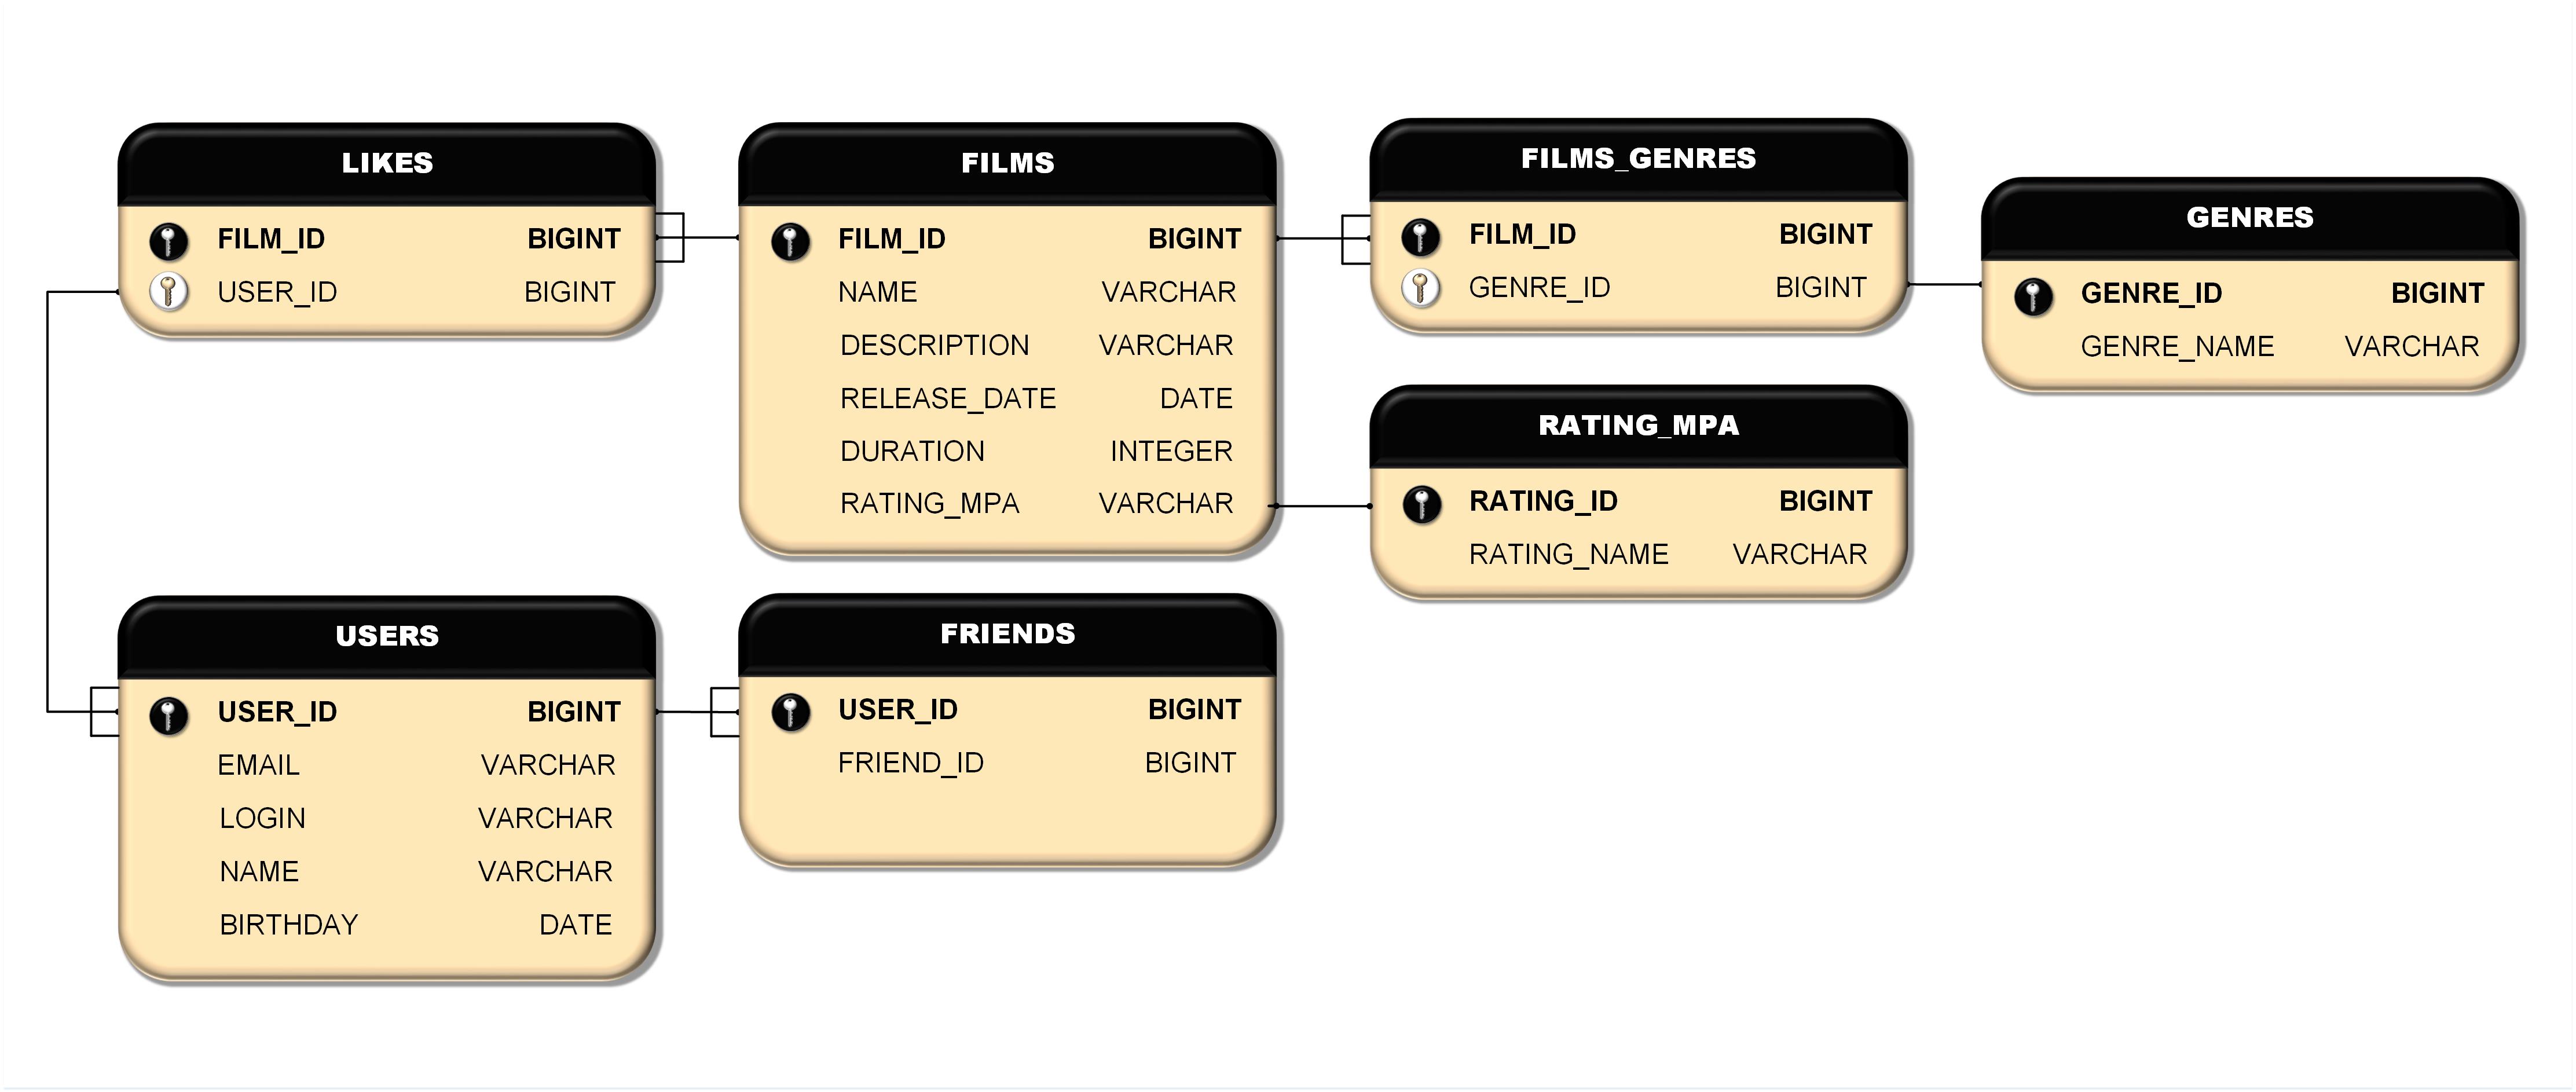 LIKES
FILM_ID BIGINT
USER_ID BIGINT
FILMS
FILM_ID BIGINT
NAME VARCHAR
DESCRIPTION VARCHAR
RELEASE_DATE DATE
DURATION INTEGER
RATING_MPA VARCHAR
FILMS_GENRES
FILM_ID BIGINT
GENRE_ID BIGINT
GENRES
GENRE_ID BIGINT
GENRE_NAME VARCHAR
RATING_MPA
RATING_ID BIGINT
RATING_NAME VARCHAR
USERS
USER_ID BIGINT
EMAIL VARCHAR
LOGIN VARCHAR
NAME VARCHAR
BIRTHDAY DATE
FRIENDS
USER_ID BIGINT
FRIEND_ID BIGINT